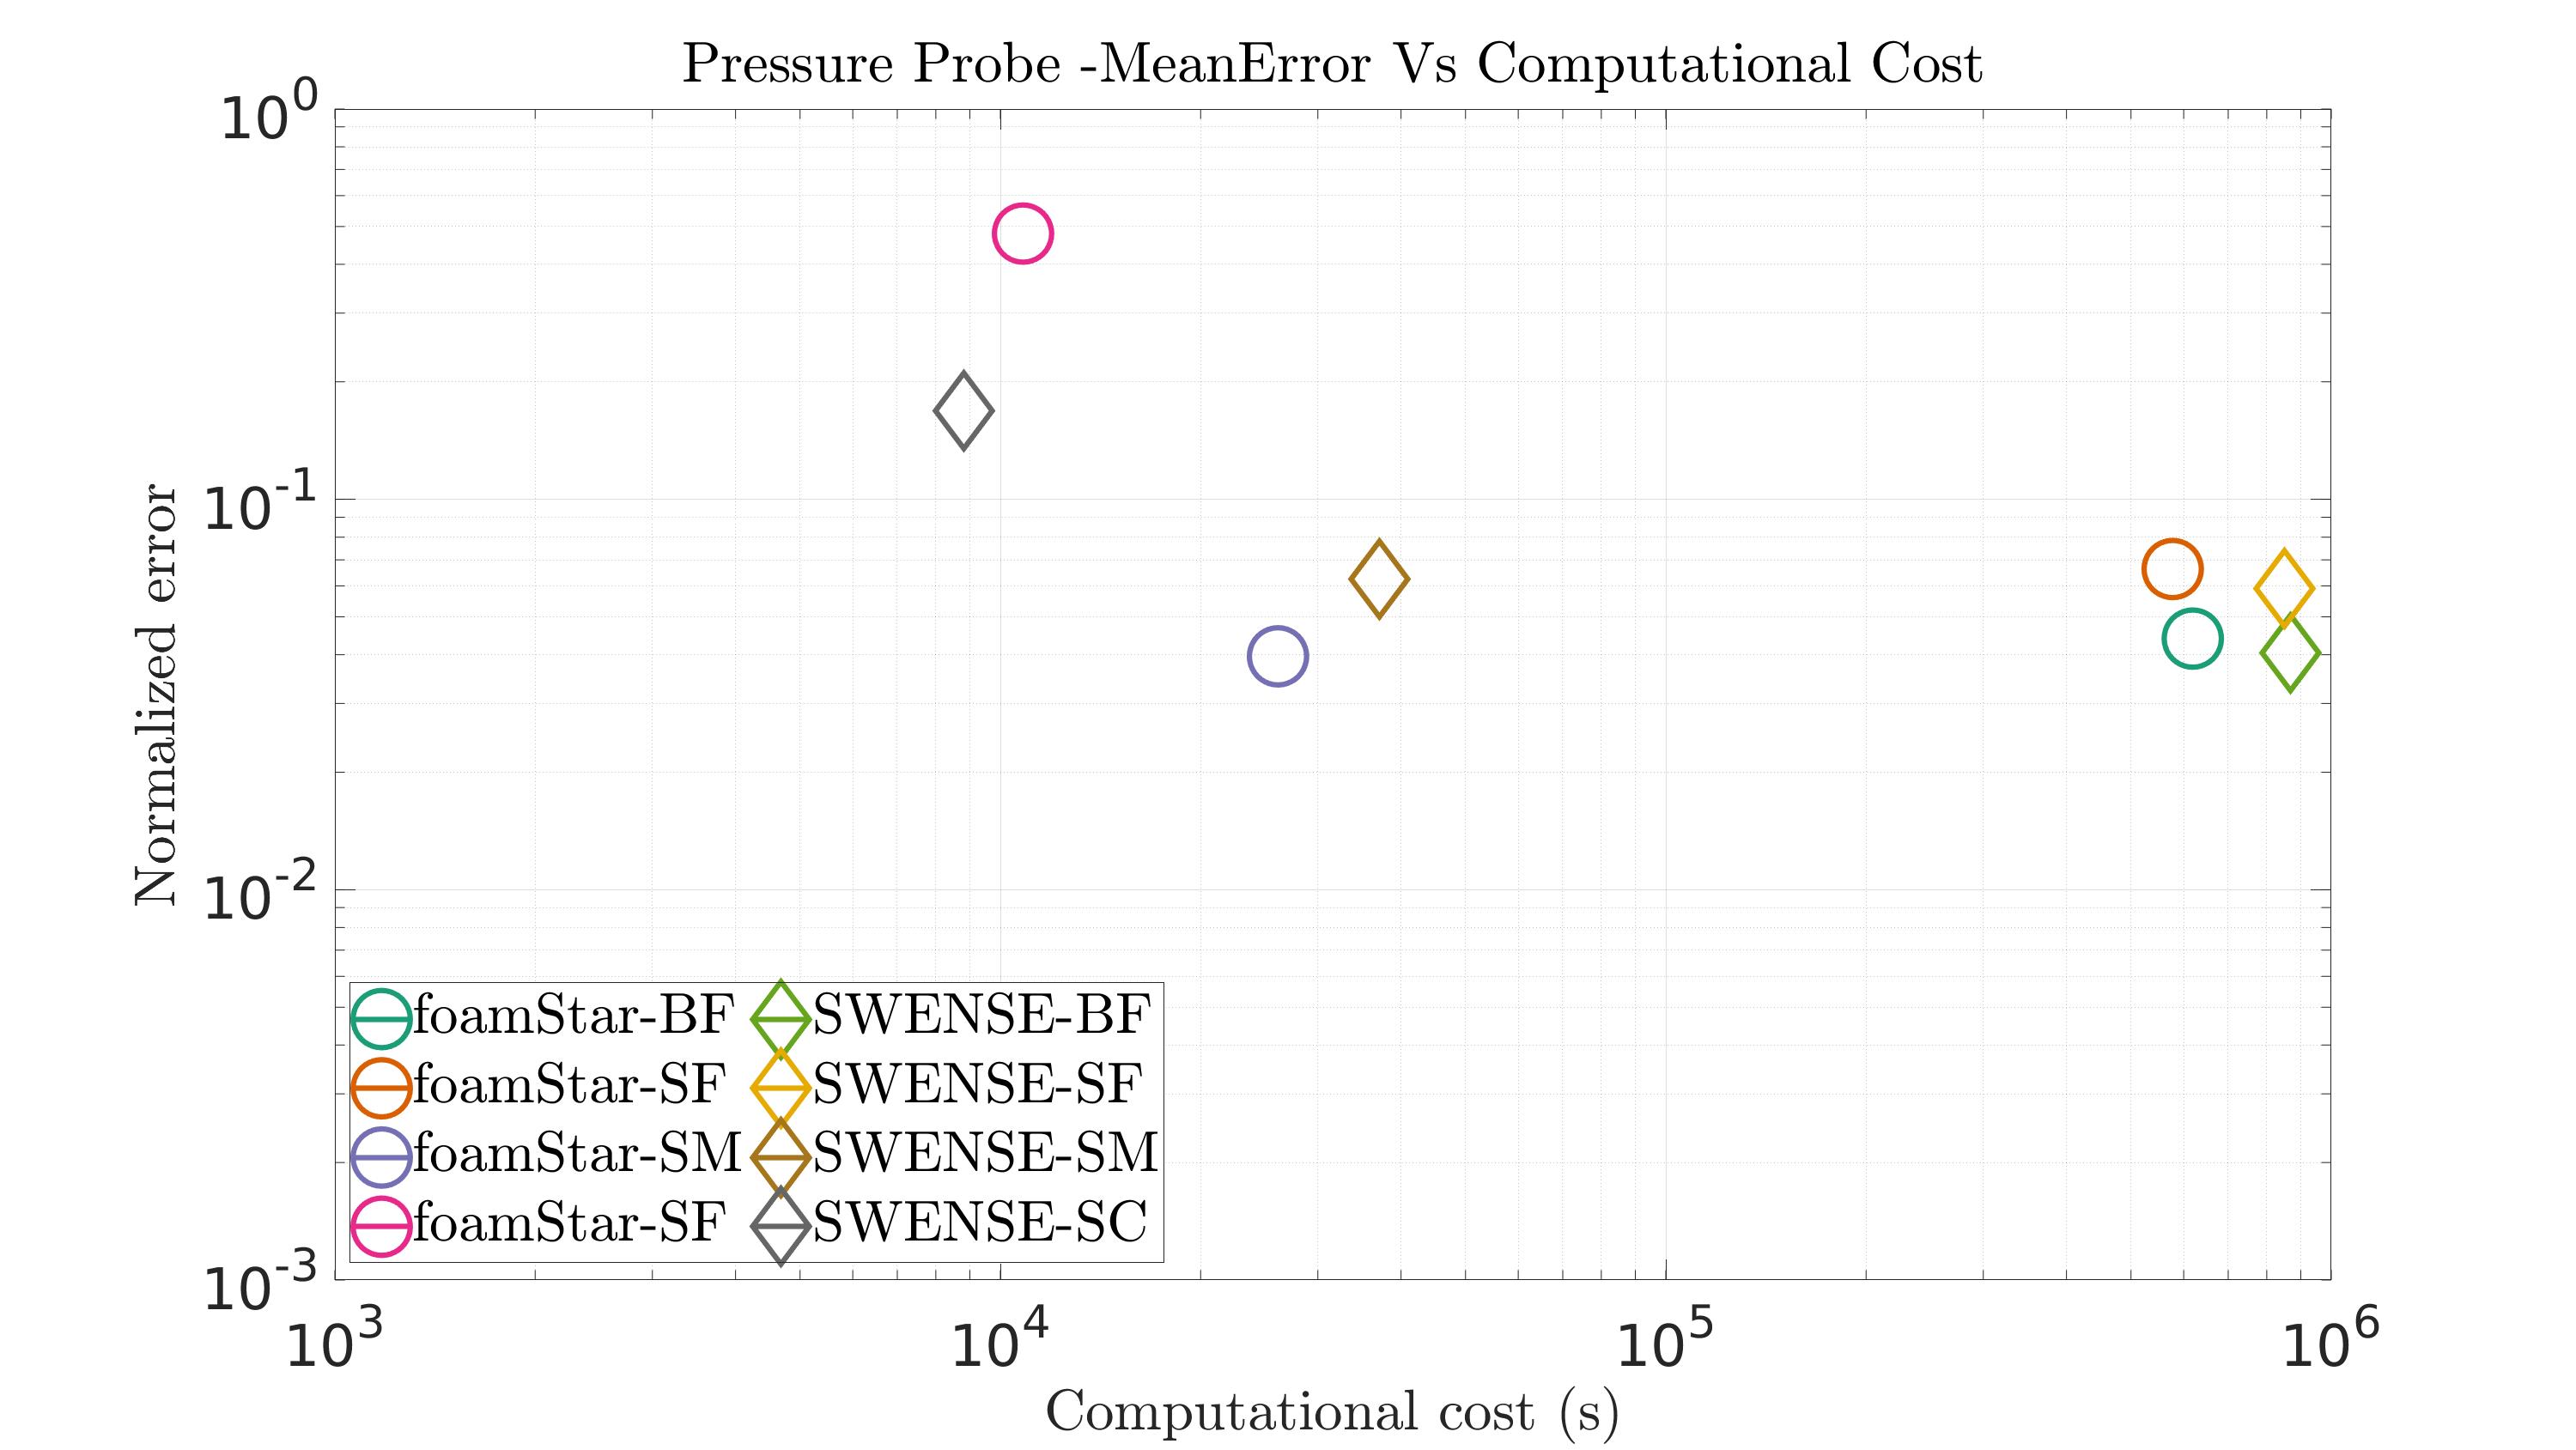 Pressure Probe -MeanError Vs Computational Cost
10^0
10^-1
10^-2
10^-3
Normalized error
foamStar-BF
foamStar-SF
foamStar-SM
foamStar-SF
SWENSE-BF
SWENSE-SF
SWENSE-SM
SWENSE-SC
10^3 10^4 10^5 10^6
Computational cost (s)